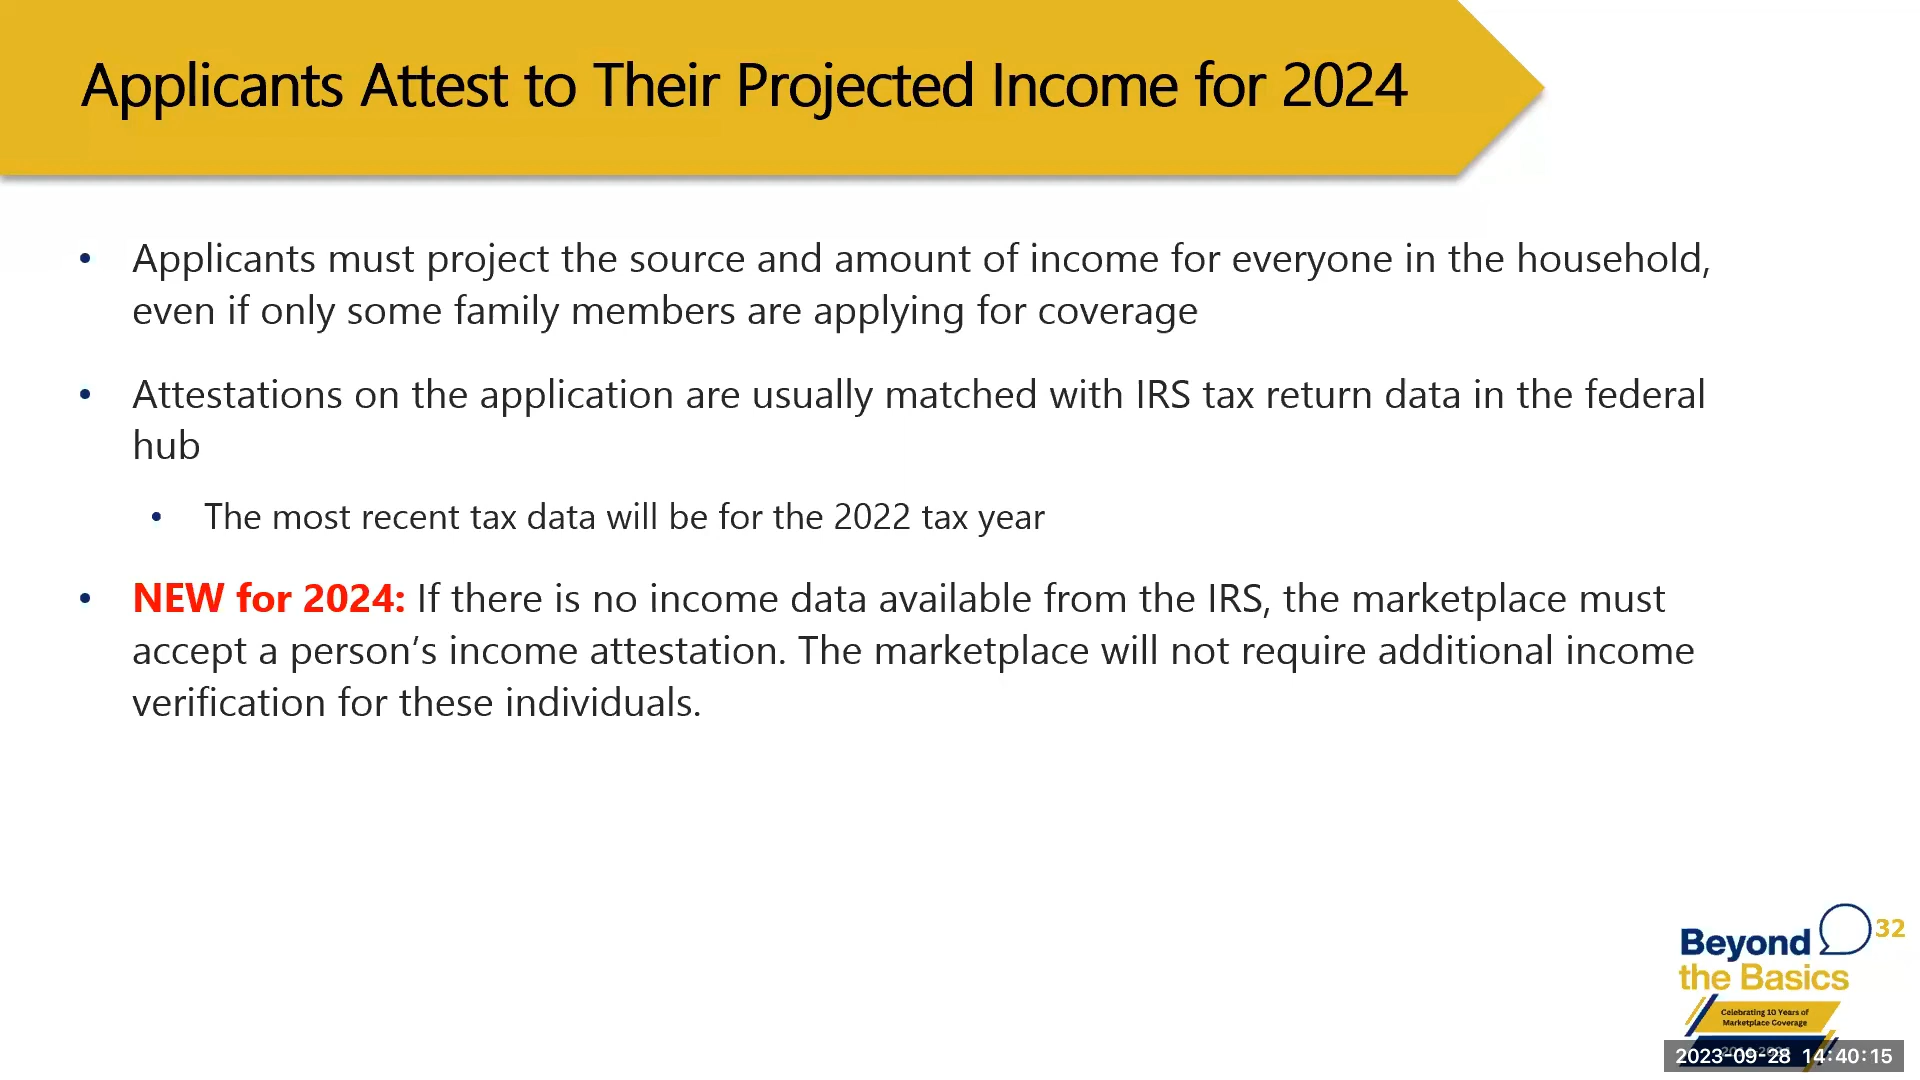 Applicants Attest to Their Projected Income for 2024
• Applicants must project the source and amount of income for everyone in the household,
even if only some family members are applying for coverage
• Attestations on the application are usually matched with IRS tax return data in the federal
hub
• The most recent tax data will be for the 2022 tax year
• NEW for 2024: If there is no income data available from the IRS, the marketplace must
accept a person’s income attestation. The marketplace will not require additional income
verification for these individuals.
32
Beyond
the Basics
Celebrating 10 Years of
Marketplace Coverage
2023-09-28 14:40:15